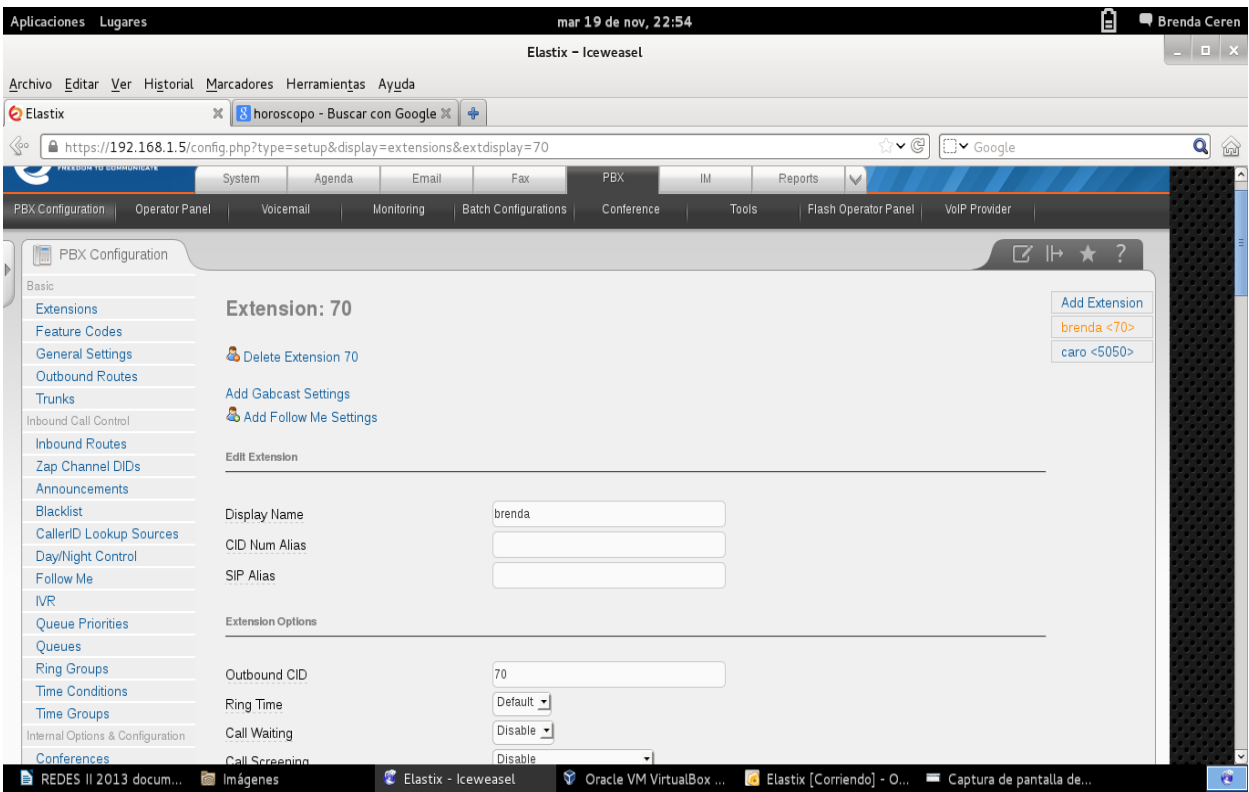 Aplicaciones Lugares mar 19 de nov, 22:54 Brenda Ceren
Elastix - Iceweasel
Archivo Editar Ver Historial Marcadores Herramientas Ayuda
Elastix horoscopo - Buscar con Google
https://192.168.1.5/config.php?type=setup&display=extensions&extdisplay=70 Google
FREEDOM TO COMMUNICATE
System Agenda Email Fax PBX IM Reports
PBX Configuration Operator Panel Voicemail Monitoring Batch Configurations Conference Tools Flash Operator Panel VoIP Provider
PBX Configuration
Basic
Extensions
Feature Codes
General Settings
Outbound Routes
Trunks
Inbound Call Control
Inbound Routes
Zap Channel DIDs
Announcements
Blacklist
CallerID Lookup Sources
Day/Night Control
Follow Me
IVR
Queue Priorities
Queues
Ring Groups
Time Conditions
Time Groups
Internal Options & Configuration
Conferences
Extension: 70
Delete Extension 70
Add Gabcast Settings
Add Follow Me Settings
Edit Extension
Display Name brenda
CID Num Alias
SIP Alias
Extension Options
Outbound CID 70
Ring Time Default
Call Waiting Disable
Call Screening Disable
Add Extension
brenda <70>
caro <5050>
REDES II 2013 docum... Imágenes Elastix - Iceweasel Oracle VM VirtualBox ... Elastix [Corriendo] - O... Captura de pantalla de...